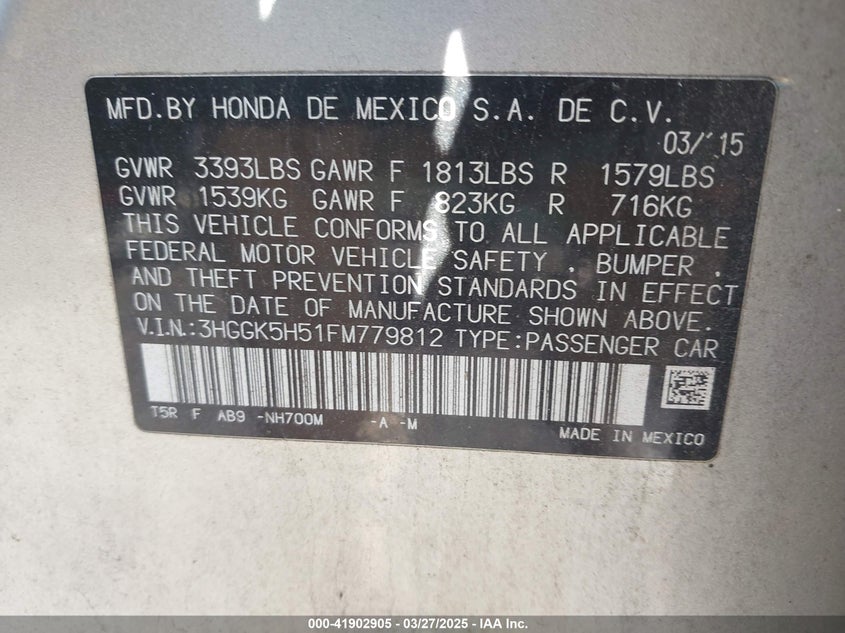 MFD.BY HONDA DE MEXICO S.A. DE C.V.
03/'15
GVWR 3393LBS GAWR F 1813LBS R 1579LBS
GVWR 1539KG GAWR F 823KG R 716KG
THIS VEHICLE CONFORMS TO ALL APPLICABLE
FEDERAL MOTOR VEHICLE SAFETY , BUMPER ,
AND THEFT PREVENTION STANDARDS IN EFFECT
ON THE DATE OF MANUFACTURE SHOWN ABOVE.
V.I.N.:3HGGK5H51FM779812 TYPE:PASSENGER CAR
T5R F AB9 -NH700M -A -M
MADE IN MEXICO
000-41902905 - 03/27/2025 - IAA Inc.